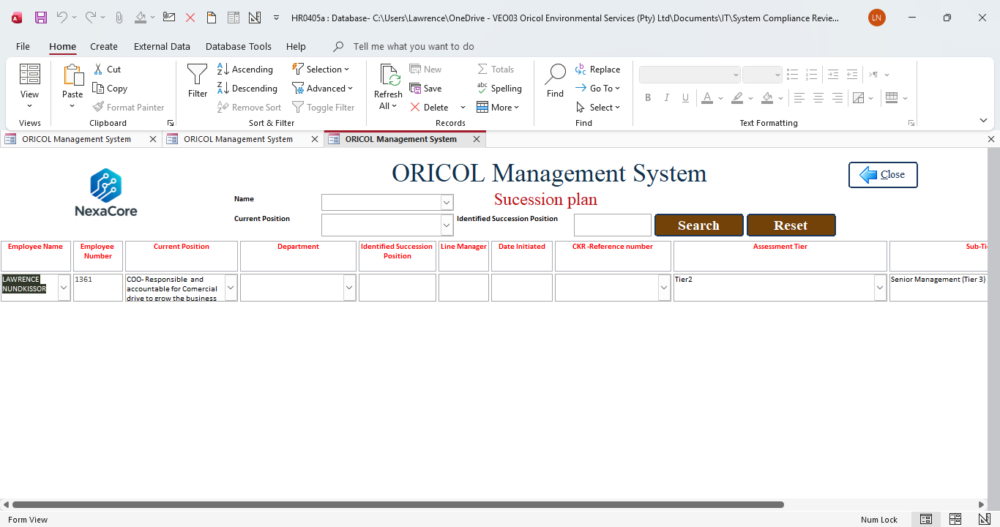 HR0405a : Database- C:\Users\Lawrence\OneDrive - VEO03 Oricol Environmental Services (Pty) Ltd\Documents\IT\System Compliance Revie...
LN
File
Home
Create
External Data
Database Tools
Help
Tell me what you want to do
View
Views
Paste
Cut
Copy
Format Painter
Clipboard
Filter
Ascending
Descending
Remove Sort
Selection
Advanced
Toggle Filter
Sort & Filter
Refresh
All
New
Save
Delete
Totals
Spelling
More
Records
Find
Replace
Go To
Select
Find
Text Formatting
ORICOL Management System
ORICOL Management System
ORICOL Management System
NexaCore
ORICOL Management System
Sucession plan
Close
Name
Current Position
Identified Succession Position
Search
Reset
Employee Name
Employee
Number
Current Position
Department
Identified Succession
Position
Line Manager
Date Initiated
CKR -Reference number
Assessment Tier
Sub-Ti
LAWRENCE
NUNDKISSOR
1361
COO- Responsible and
accountable for Comercial
drive to grow the business
Tier2
Senior Management (Tier 3)
Form View
Num Lock